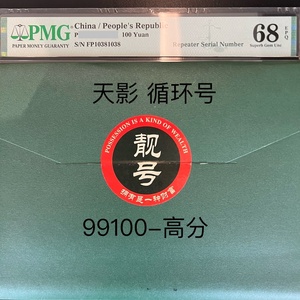 PMG
PAPER MONEY GUARANTY
China / People's Republic
100 Yuan
S/N FP10381038
Repeater Serial Number
68 EPQ
Superb Gem Unc
天影 循环号
POSSESSION IS A KIND OF WEALTH
靓号
拥有是一种财富
99100-高分